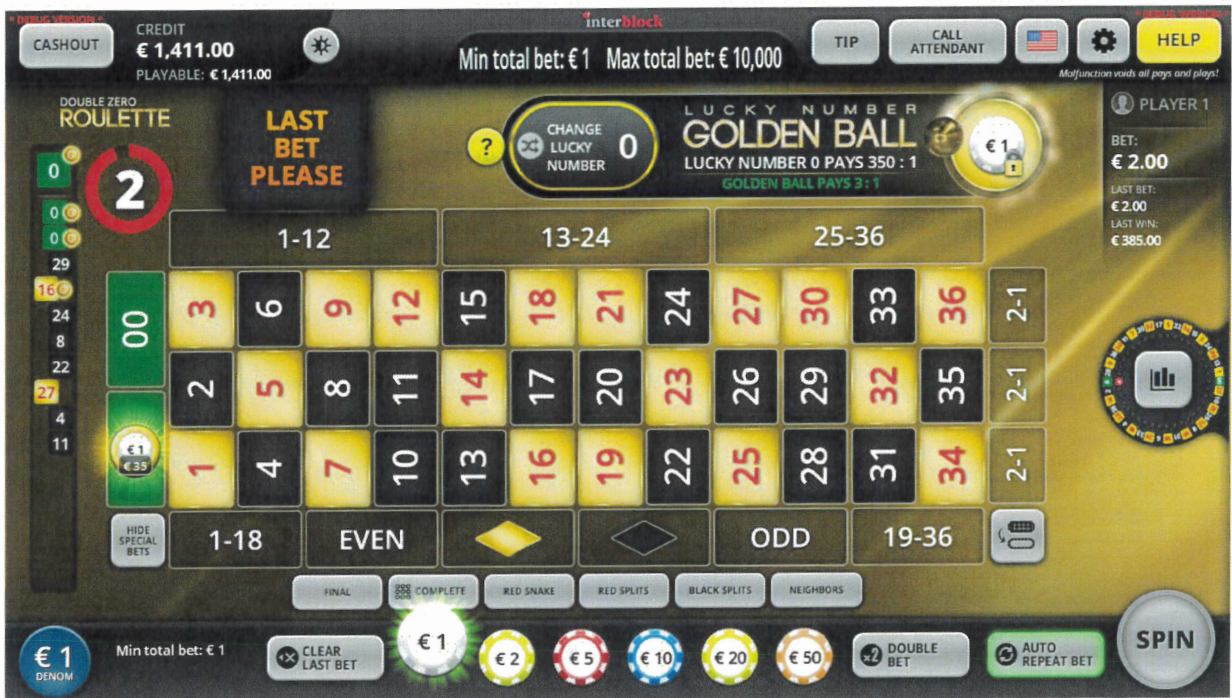 * DEBUG VERSION *
* DEBUG VERSION *
CASHOUT
CREDIT
€ 1,411.00
PLAYABLE: € 1,411.00
interblock
Min total bet: € 1 Max total bet: € 10,000
TIP
CALL
ATTENDANT
HELP
Malfunction voids all pays and plays!
DOUBLE ZERO
ROULETTE
2
LAST
BET
PLEASE
?
CHANGE
LUCKY
NUMBER
0
LUCKY NUMBER
GOLDEN BALL
LUCKY NUMBER 0 PAYS 350 : 1
GOLDEN BALL PAYS 3 : 1
€ 1
PLAYER 1
BET:
€ 2.00
LAST BET:
€ 2.00
LAST WIN:
€ 385.00
0
0
0
29
16
24
8
22
27
4
11
1-12 13-24 25-36
00 3 6 9 12 15 18 21 24 27 30 33 36 2-1
2 5 8 11 14 17 20 23 26 29 32 35 2-1
1 4 7 10 13 16 19 22 25 28 31 34 2-1
€ 1
€ 35
HIDE
SPECIAL
BETS
1-18 EVEN ODD 19-36
FINAL COMPLETE RED SNAKE RED SPLITS BLACK SPLITS NEIGHBORS
€ 1
DENOM
Min total bet: € 1
CLEAR
LAST BET
€ 1 € 2 € 5 € 10 € 20 € 50
x2 DOUBLE
BET
AUTO
REPEAT BET
SPIN